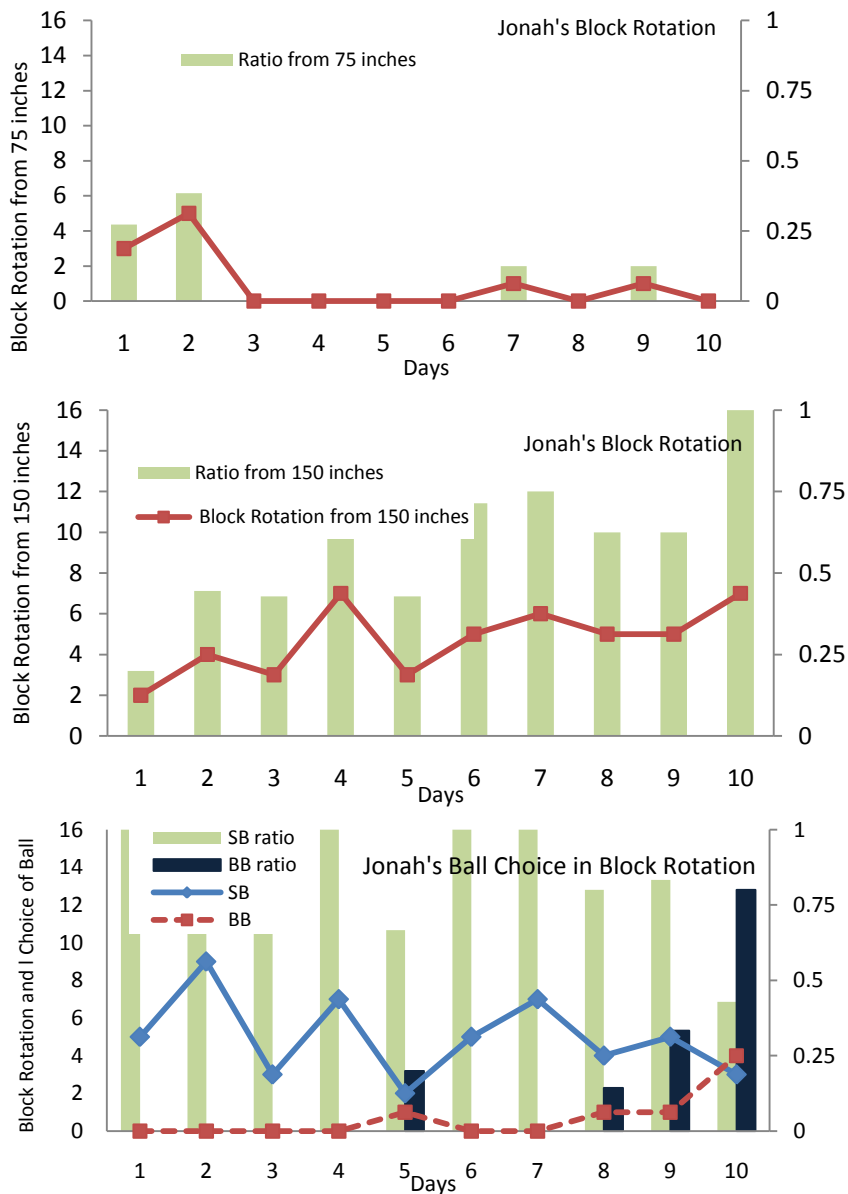 Jonah's Block Rotation
Ratio from 75 inches
Block Rotation from 75 inches
16
14
12
10
8
6
4
2
0
1
0.75
0.5
0.25
0
1 2 3 4 5 6 7 8 9 10
Days
Jonah's Block Rotation
Ratio from 150 inches
Block Rotation from 150 inches
Block Rotation from 150 inches
16
14
12
10
8
6
4
2
0
1
0.75
0.5
0.25
0
1 2 3 4 5 6 7 8 9 10
Days
SB ratio
BB ratio
SB
BB
Jonah's Ball Choice in Block Rotation
Block Rotation and l Choice of Ball
16
14
12
10
8
6
4
2
0
1
0.75
0.5
0.25
0
1 2 3 4 5 6 7 8 9 10
Days